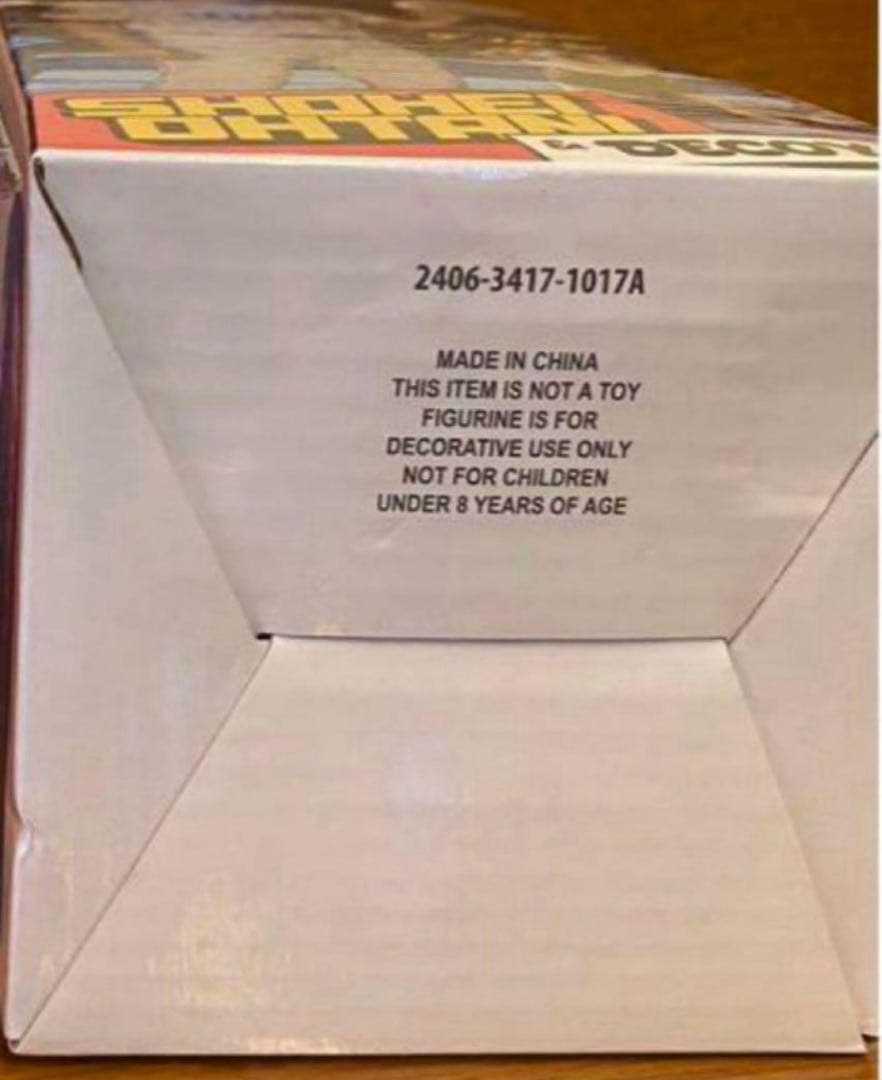 SHOHEI
OHTANI
2406-3417-1017A
MADE IN CHINA
THIS ITEM IS NOT A TOY
FIGURINE IS FOR
DECORATIVE USE ONLY
NOT FOR CHILDREN
UNDER 8 YEARS OF AGE